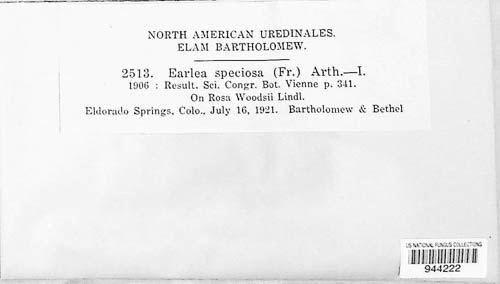 NORTH AMERICAN UREDINALES.
ELAM BARTHOLOMEW.
2513. Earlea speciosa (Fr.) Arth.—I.
1906 : Result. Sci. Congr. Bot. Vienne p. 341.
On Rosa Woodsii Lindl.
Eldorado Springs, Colo., July 16, 1921. Bartholomew & Bethel
US NATIONAL FUNGUS COLLECTIONS
944222